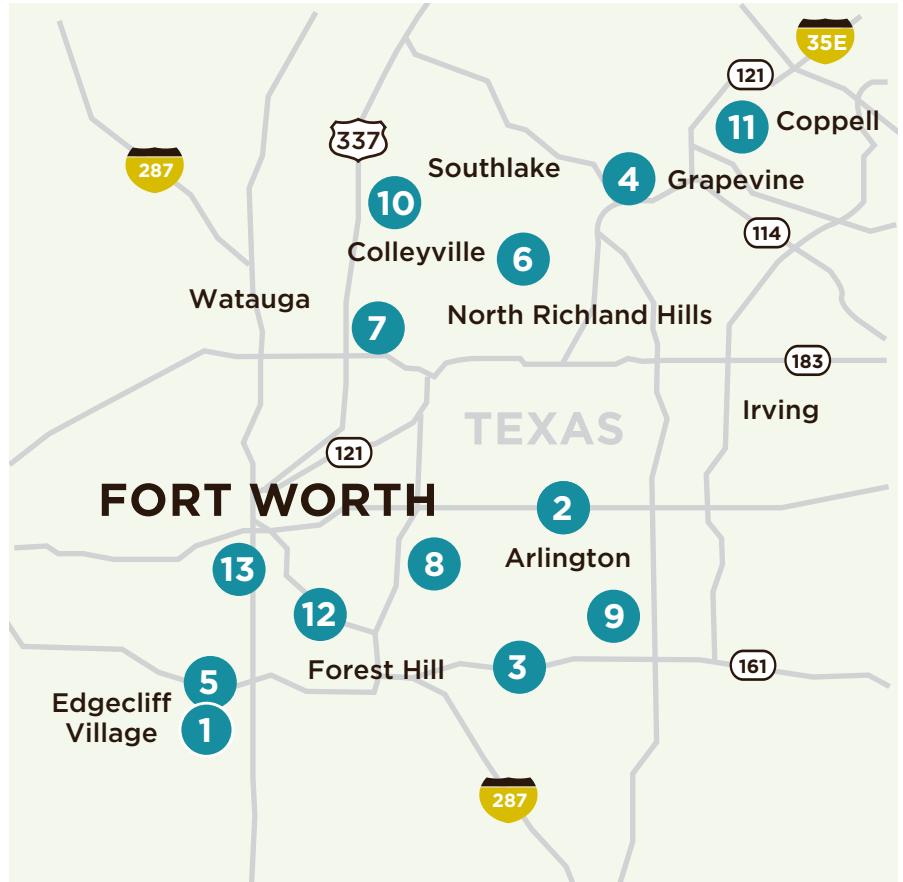 35E
121
11
Coppell
337
287
Southlake
4
Grapevine
10
114
Colleyville
6
Watauga
North Richland Hills
7
183
Irving
TEXAS
121
FORT WORTH
2
Arlington
13
8
12
9
Forest Hill
3
161
5
Edgecliff
Village
1
287